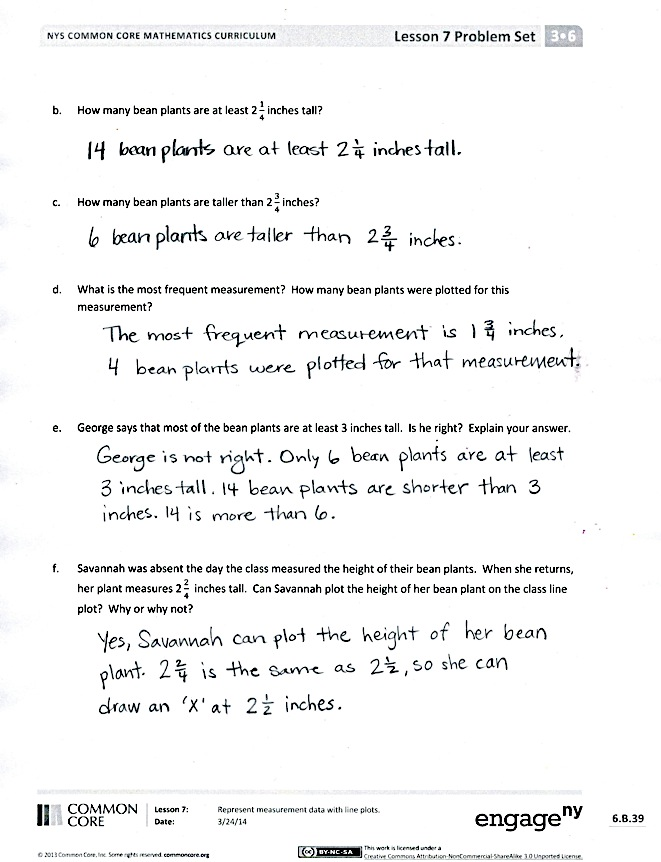 NYS COMMON CORE MATHEMATICS CURRICULUM Lesson 7 Problem Set 3•6
b. How many bean plants are at least 2 1/4 inches tall?
14 bean plants are at least 2 1/4 inches tall.
c. How many bean plants are taller than 2 3/4 inches?
6 bean plants are taller than 2 3/4 inches.
d. What is the most frequent measurement? How many bean plants were plotted for this
measurement?
The most frequent measurement is 1 3/4 inches.
4 bean plants were plotted for that measurement.
e. George says that most of the bean plants are at least 3 inches tall. Is he right? Explain your answer.
George is not right. Only 6 bean plants are at least
3 inches tall. 14 bean plants are shorter than 3
inches. 14 is more than 6.
f. Savannah was absent the day the class measured the height of their bean plants. When she returns,
her plant measures 2 2/4 inches tall. Can Savannah plot the height of her bean plant on the class line
plot? Why or why not?
Yes, Savannah can plot the height of her bean
plant. 2 2/4 is the same as 2 1/2, so she can
draw an 'X' at 2 1/2 inches.
COMMON CORE
Lesson 7: Represent measurement data with line plots.
Date: 3/24/14
engage ny
6.B.39
© 2013 Common Core, Inc. Some rights reserved. commoncore.org
CC BY-NC-SA
This work is licensed under a
Creative Commons Attribution-NonCommercial-ShareAlike 3.0 Unported License.